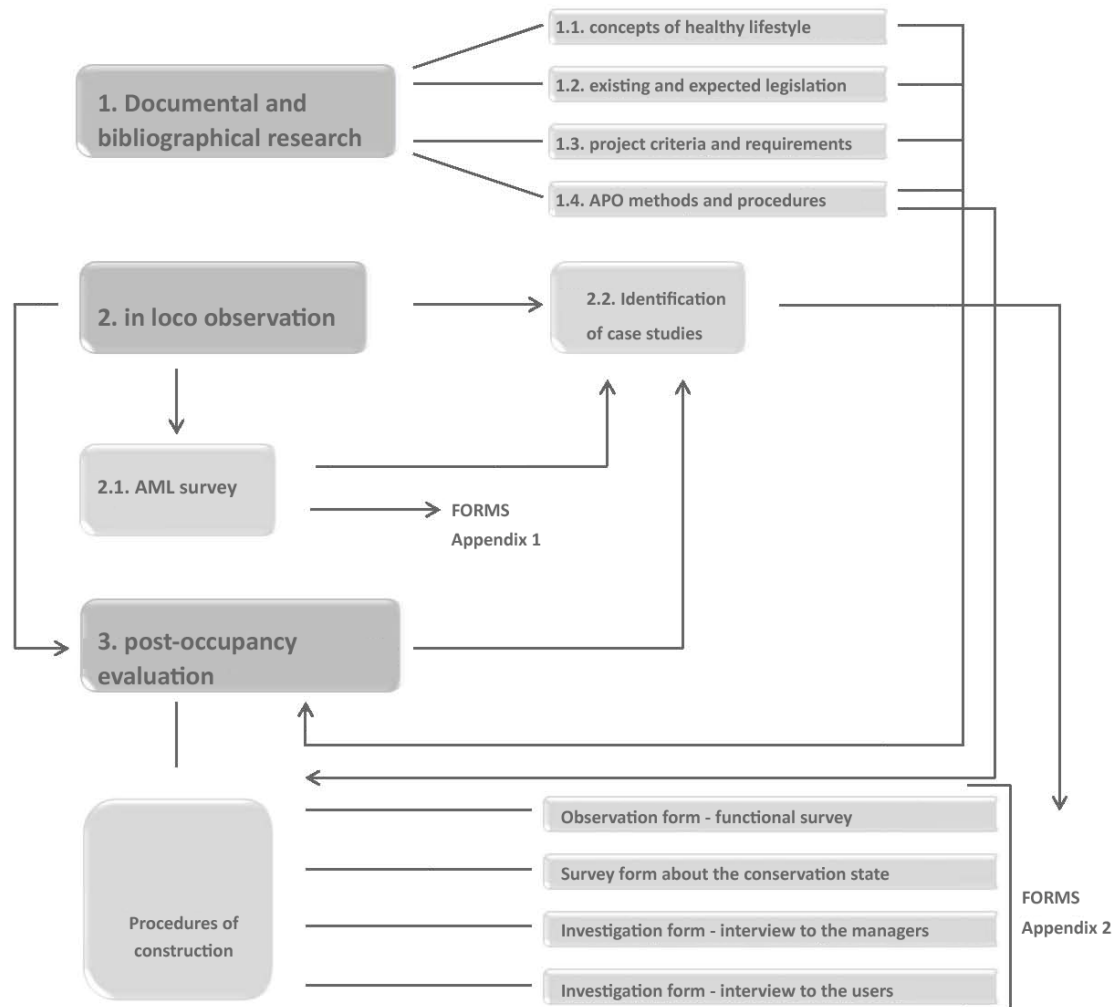 1. Documental and
bibliographical research
1.1. concepts of healthy lifestyle
1.2. existing and expected legislation
1.3. project criteria and requirements
1.4. APO methods and procedures
2. in loco observation
2.2. Identification
of case studies
2.1. AML survey
FORMS
Appendix 1
3. post-occupancy
evaluation
Procedures of
construction
Observation form - functional survey
Survey form about the conservation state
Investigation form - interview to the managers
Investigation form - interview to the users
FORMS
Appendix 2